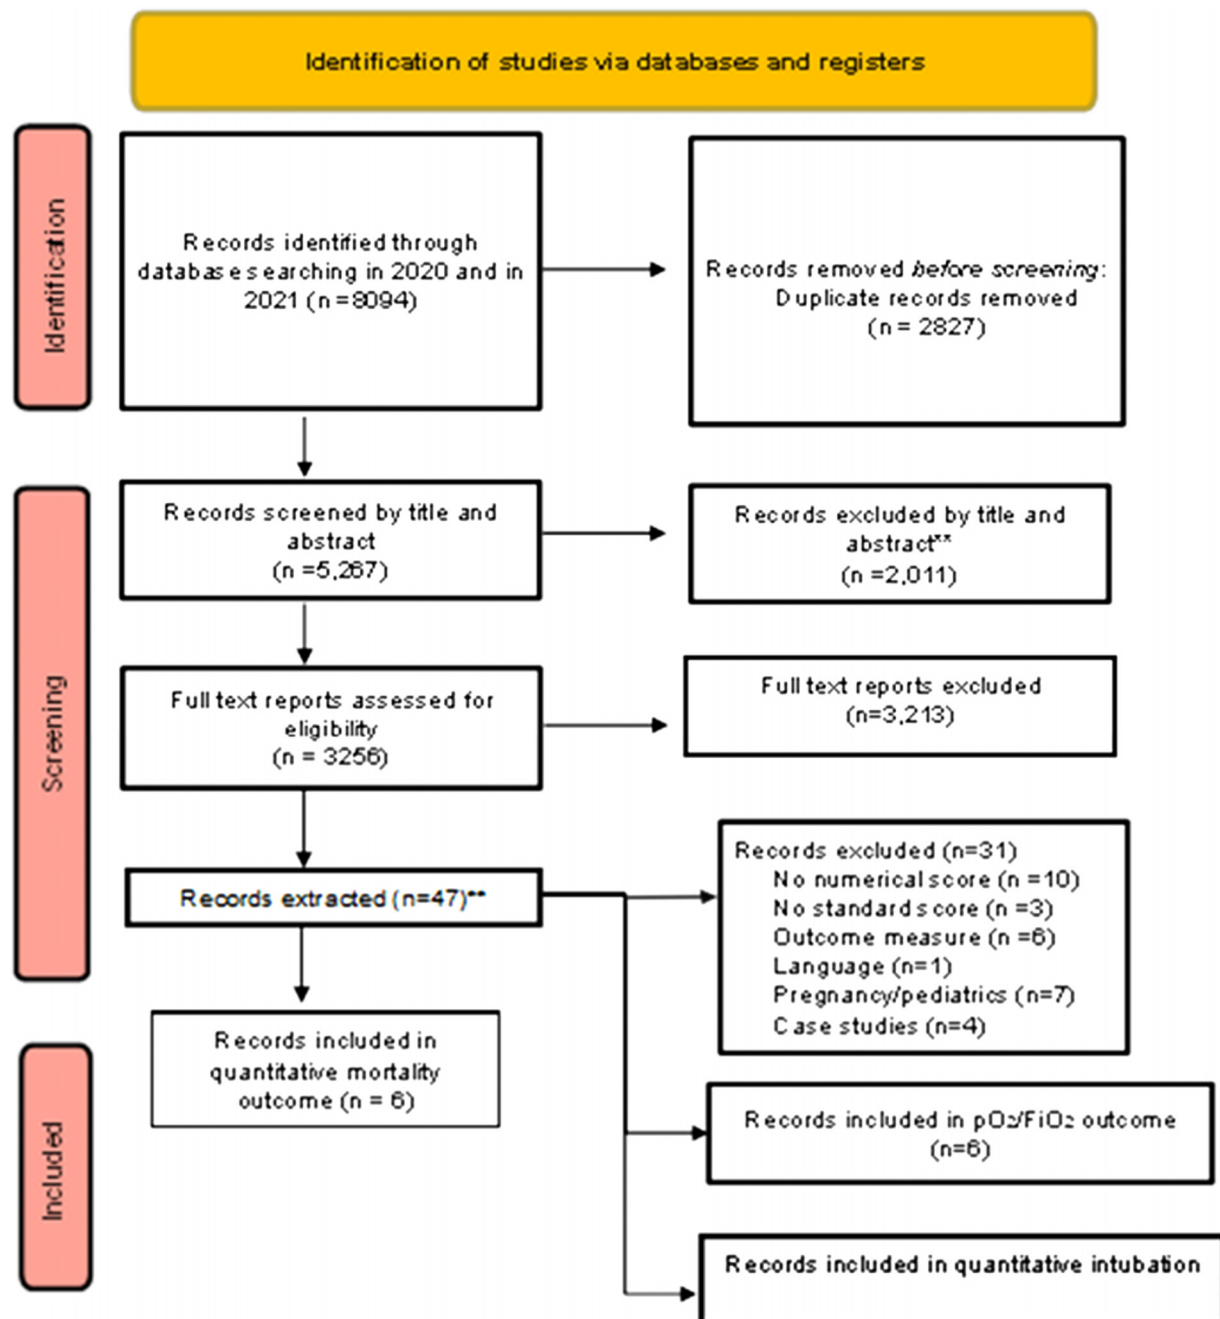 Identification of studies via databases and registers
Identification
Records identified through
database searching in 2020 and in
2021 (n =8094)
Records removed before screening:
Duplicate records removed
(n = 2827)
Screening
Records screened by title and
abstract
(n =5,267)
Records excluded by title and
abstract**
(n =2,011)
Full text reports assessed for
eligibility
(n = 3256)
Full text reports excluded
(n=3,213)
Records extracted (n=47)**
Records excluded (n=31)
No numerical score (n =10)
No standard score (n =3)
Outcome measure (n =6)
Language (n=1)
Pregnancy/pediatrics (n=7)
Case studies (n=4)
Included
Records included in
quantitative mortality
outcome (n = 6)
Records included in pO₂/FiO₂ outcome
(n=6)
Records included in quantitative intubation